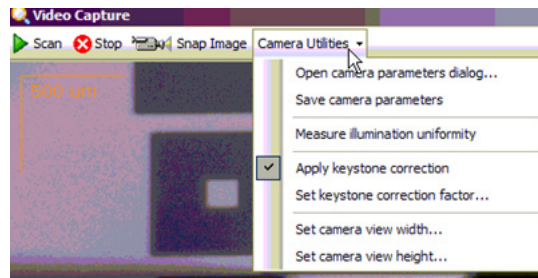 Video Capture
Scan Stop Snap Image Camera Utilities
500 um
Open camera parameters dialog...
Save camera parameters
Measure illumination uniformity
Apply keystone correction
Set keystone correction factor...
Set camera view width...
Set camera view height...